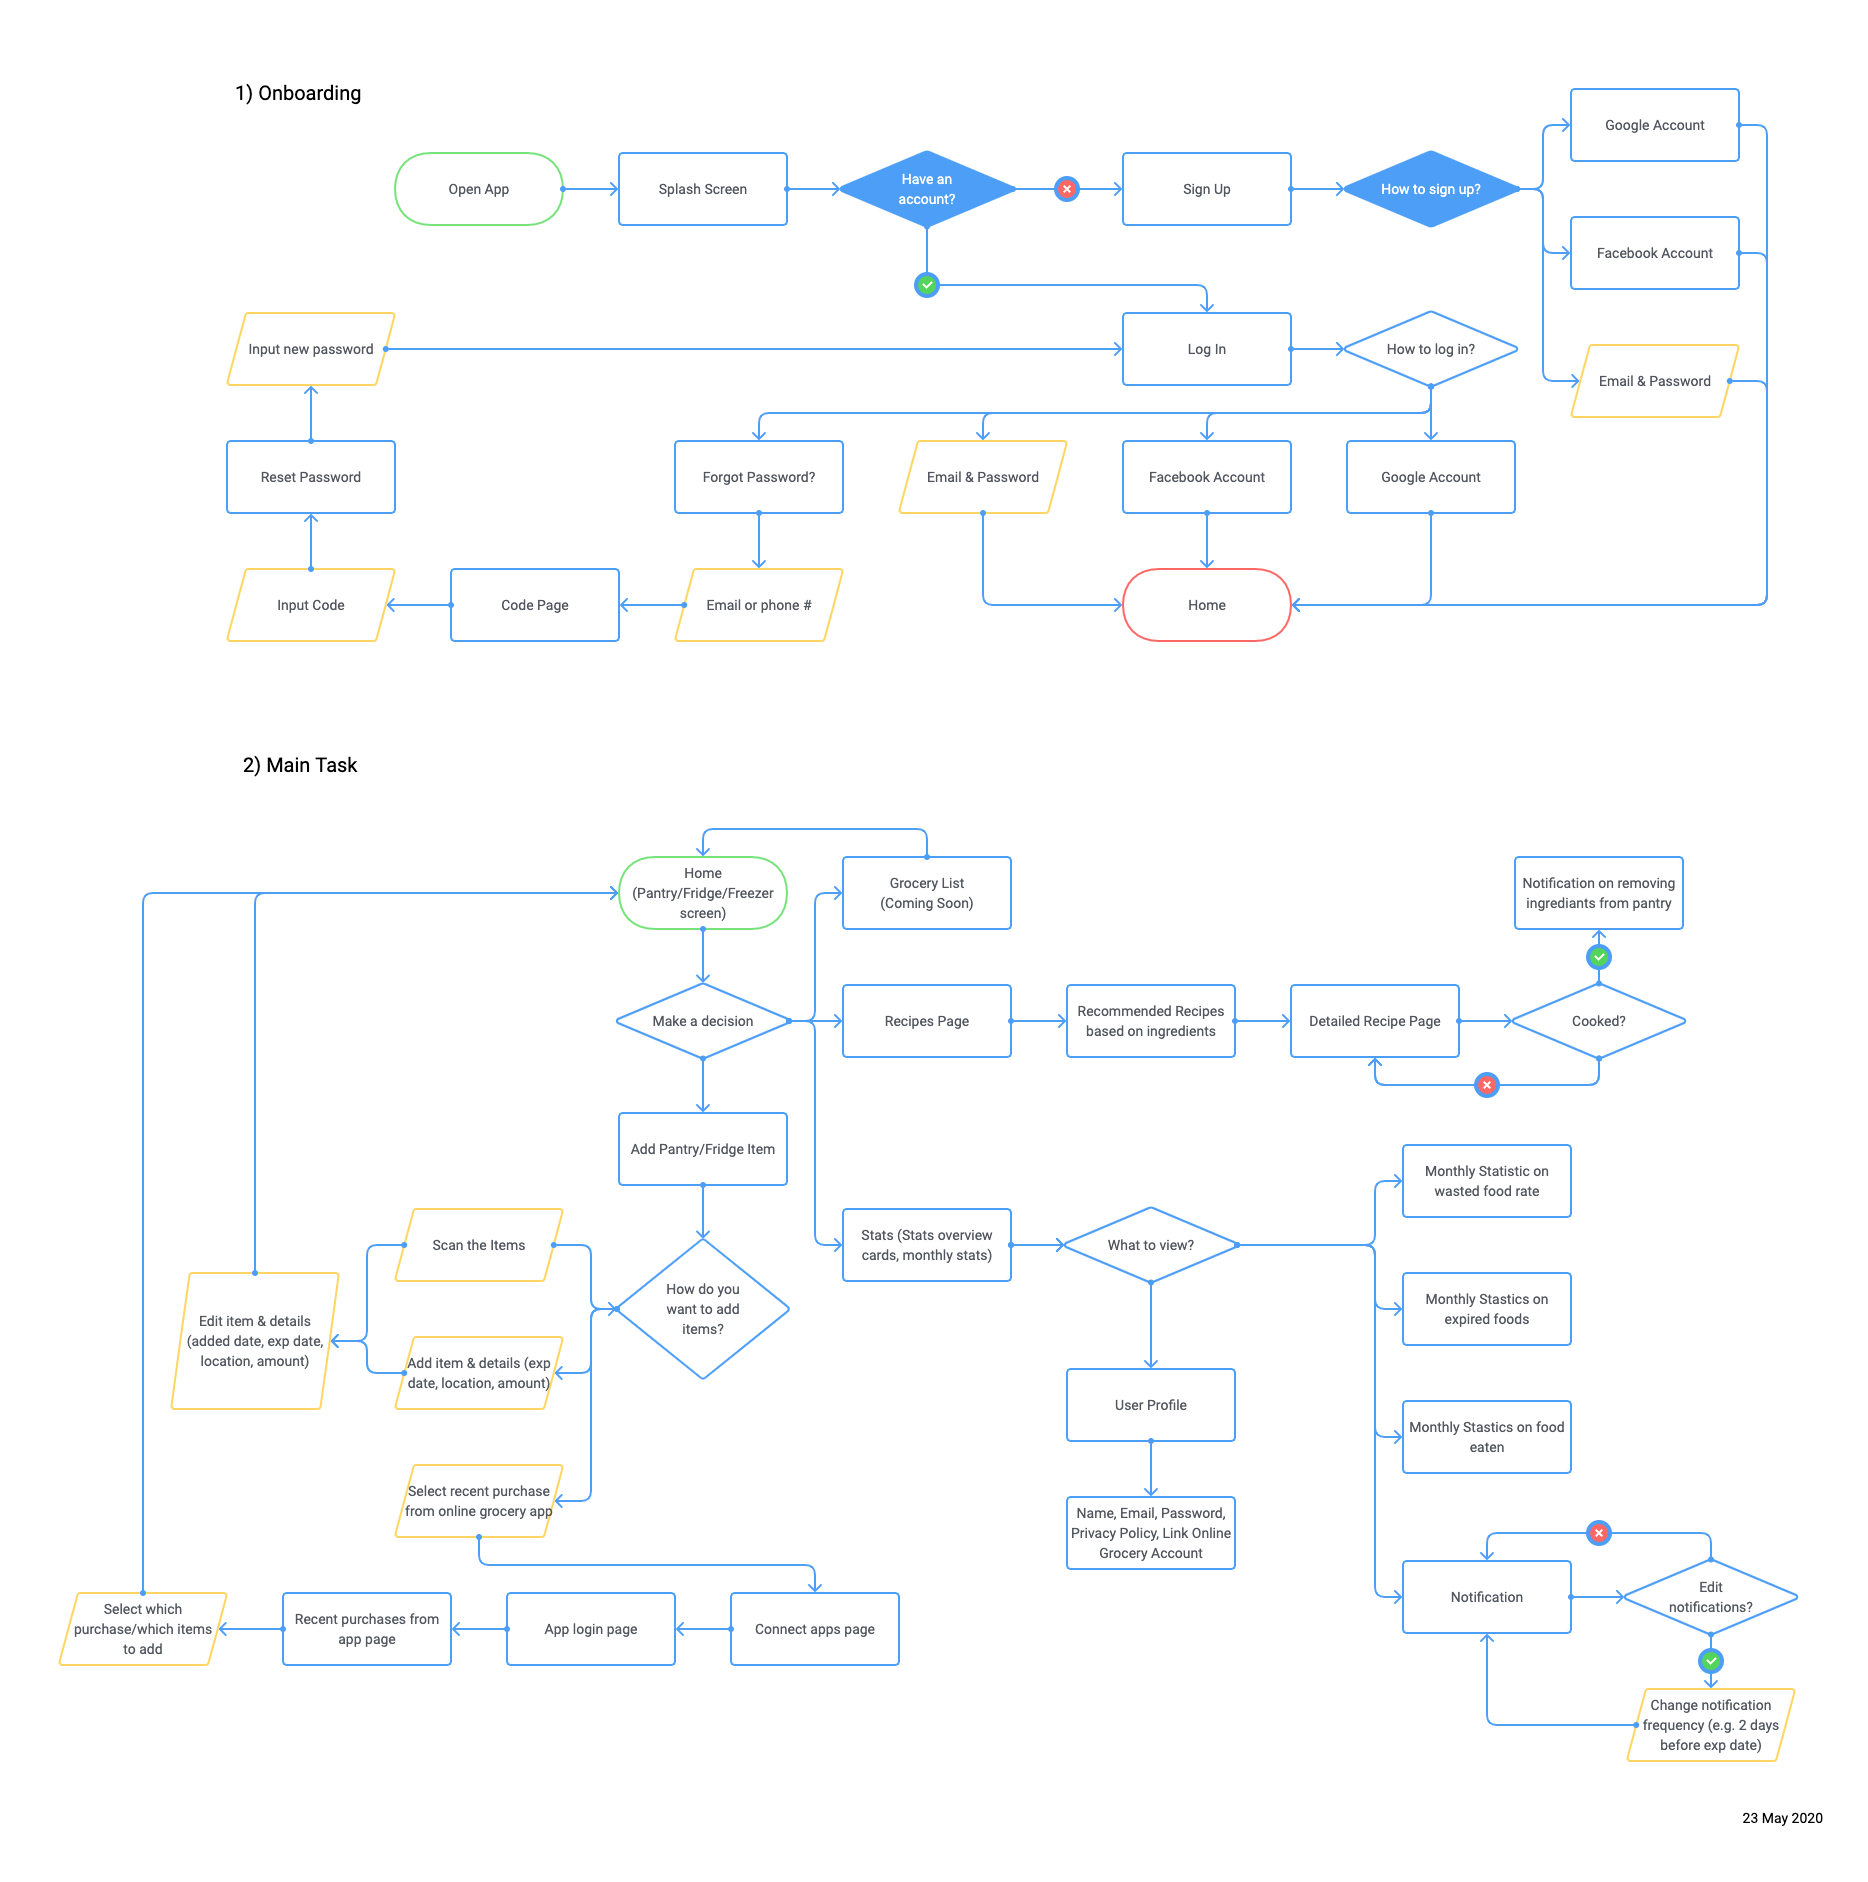 1) Onboarding
Open App
Splash Screen
Have an
account?
Sign Up
How to sign up?
Google Account
Facebook Account
Email & Password
Input new password
Log In
How to log in?
Reset Password
Forgot Password?
Email & Password
Facebook Account
Google Account
Input Code
Code Page
Email or phone #
Home
2) Main Task
Home
(Pantry/Fridge/Freezer
screen)
Grocery List
(Coming Soon)
Notification on removing
ingrediants from pantry
Make a decision
Recipes Page
Recommended Recipes
based on ingredients
Detailed Recipe Page
Cooked?
Add Pantry/Fridge Item
Monthly Statistic on
wasted food rate
Scan the Items
Stats (Stats overview
cards, monthly stats)
What to view?
How do you
want to add
items?
Monthly Stastics on
expired foods
Edit item & details
(added date, exp date,
location, amount)
Add item & details (exp
date, location, amount)
User Profile
Monthly Stastics on food
eaten
Select recent purchase
from online grocery app
Name, Email, Password,
Privacy Policy, Link Online
Grocery Account
Select which
purchase/which items
to add
Recent purchases from
app page
App login page
Connect apps page
Notification
Edit
notifications?
Change notification
frequency (e.g. 2 days
before exp date)
23 May 2020